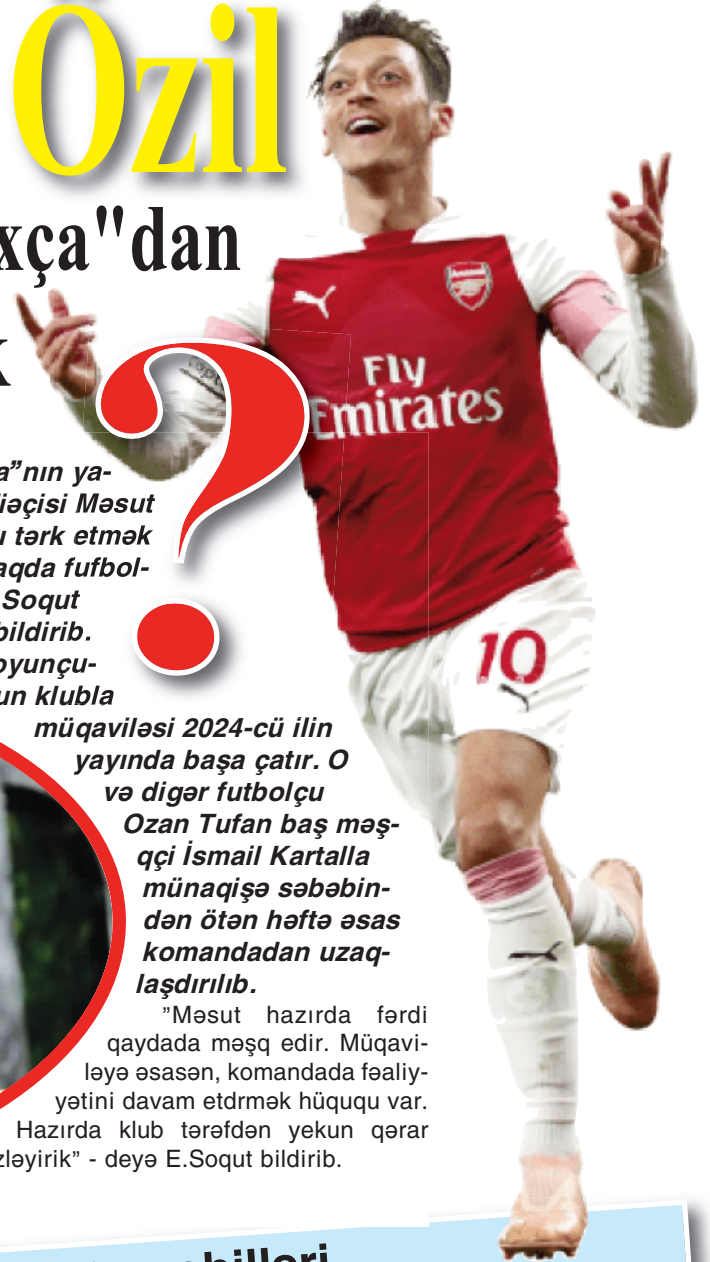 Özil
xça"dan
k
?
a”nın ya-
üəçisi Məsut
u tərk etmək
aqda fufbol-
Soqut
bildirib.
oyunçu-
un klubla
müqaviləsi 2024-cü ilin
yayında başa çatır. O
və digər futbolçu
Ozan Tufan baş məş-
qçi İsmail Kartalla
münaqişə səbəbin-
dən ötən həftə əsas
komandadan uzaq-
laşdırılıb.
”Məsut hazırda fərdi
qaydada məşq edir. Müqavi-
ləyə əsasən, komandada fəaliy-
yətini davam etdrmək hüququ var.
Hazırda klub tərəfdən yekun qərar
zləyirik” - deyə E.Soqut bildirib.
Arsenal
Fly
Emirates
10